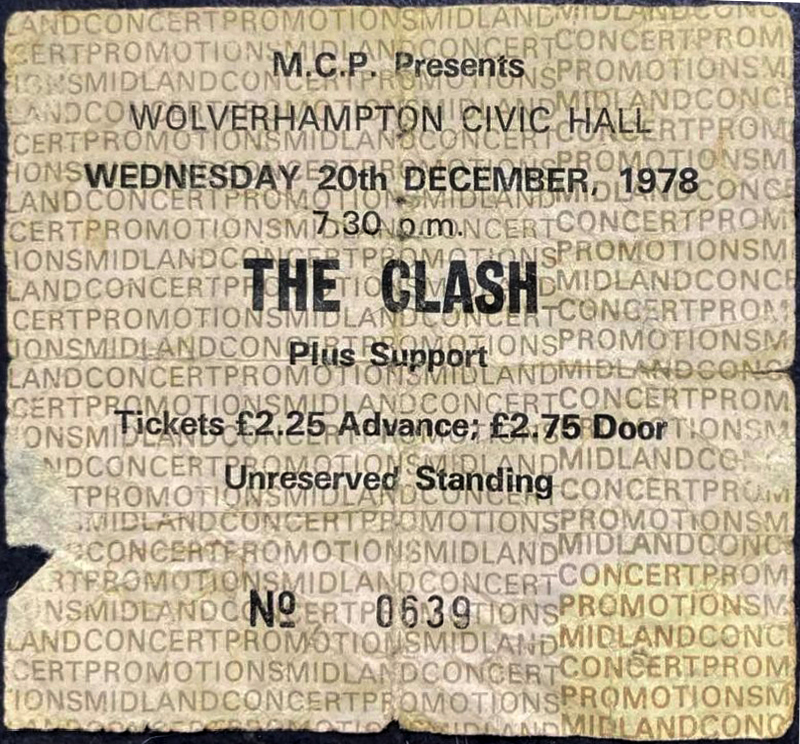 M.C.P. Presents
WOLVERHAMPTON CIVIC HALL
WEDNESDAY 20th DECEMBER, 1978
7.30 p.m.
THE CLASH
Plus Support
Tickets £2.25 Advance; £2.75 Door
Unreserved Standing
Nº 0639